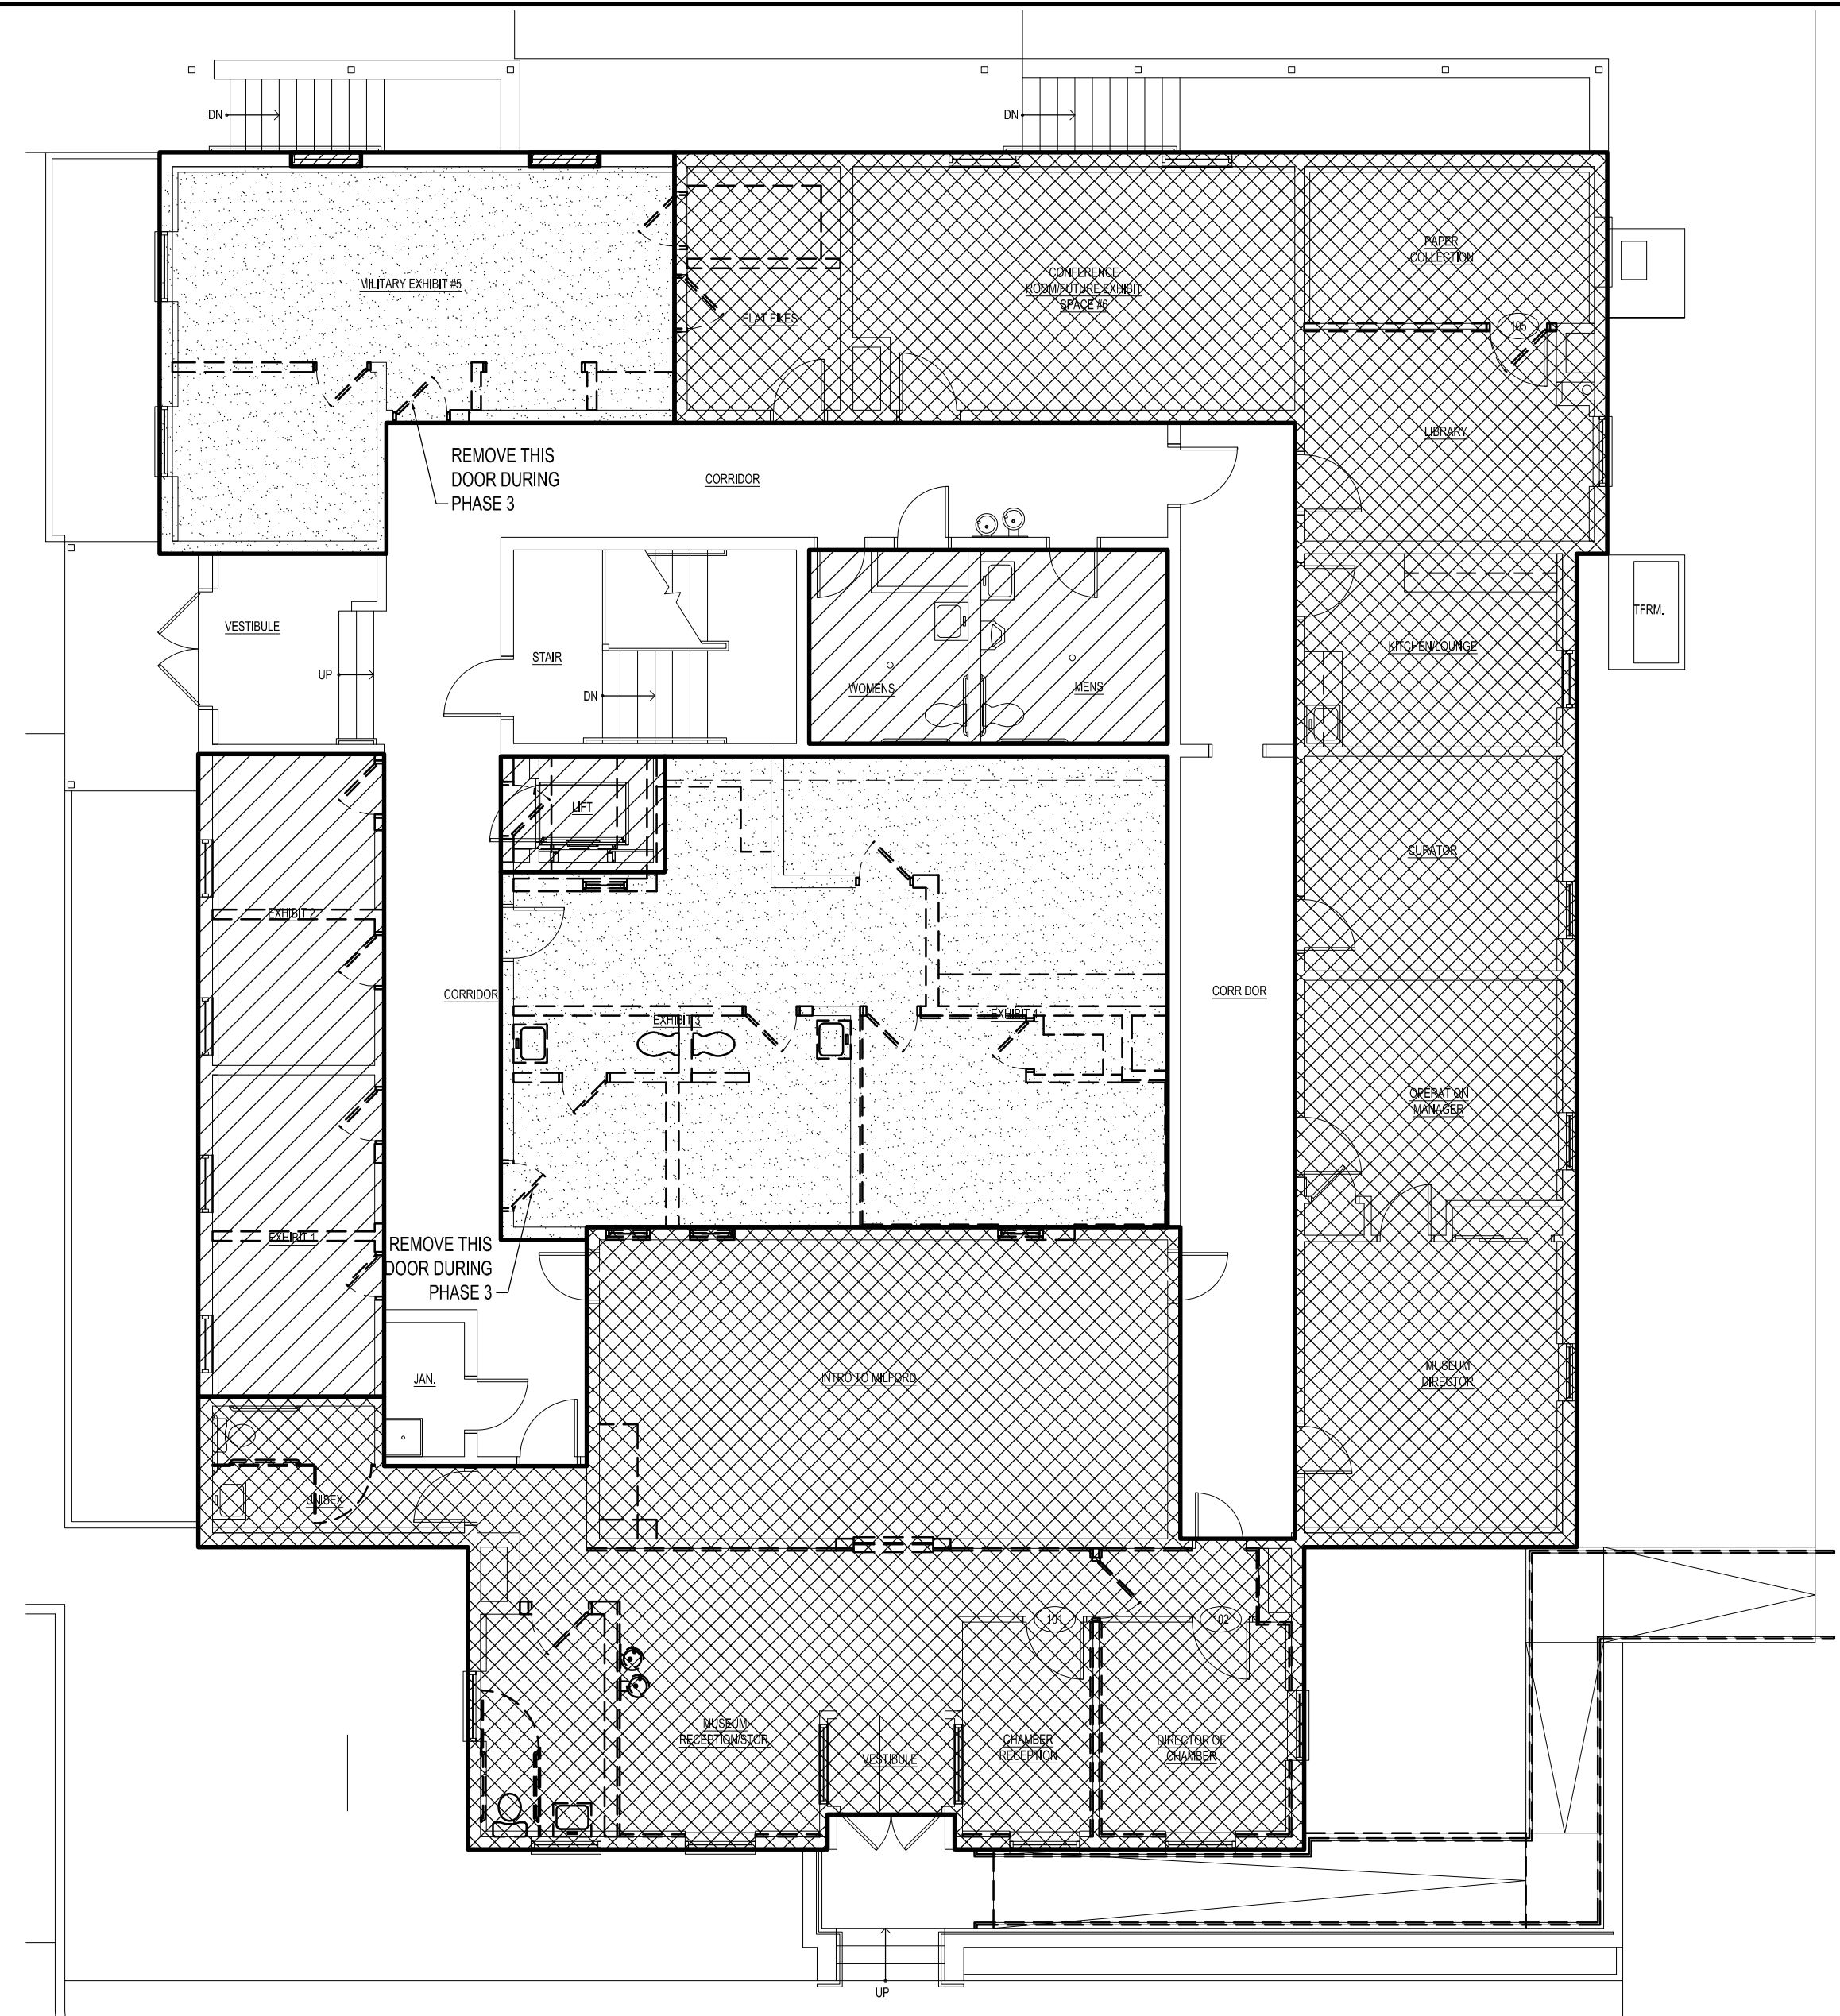 DN
DN
PAPER
COLLECTION
MILITARY EXHIBIT #5
CONFERENCE
ROOM/FUTURE EXHIBIT
SPACE #6
FLAT FILES
105
LIBRARY
REMOVE THIS
DOOR DURING
PHASE 3
CORRIDOR
VESTIBULE
TFRM.
STAIR
KITCHEN/LOUNGE
UP
DN
WOMENS
MENS
LIFT
CURATOR
EXHIBIT 2
CORRIDOR
CORRIDOR
EXHIBIT 3
EXHIBIT 4
OPERATION
MANAGER
EXHIBIT 1
REMOVE THIS
DOOR DURING
PHASE 3
JAN.
INTRO TO MILFORD
MUSEUM
DIRECTOR
UNISEX
101
102
MUSEUM
RECEPTION/STOR
VESTIBULE
CHAMBER
RECEPTION
DIRECTOR OF
CHAMBER
UP